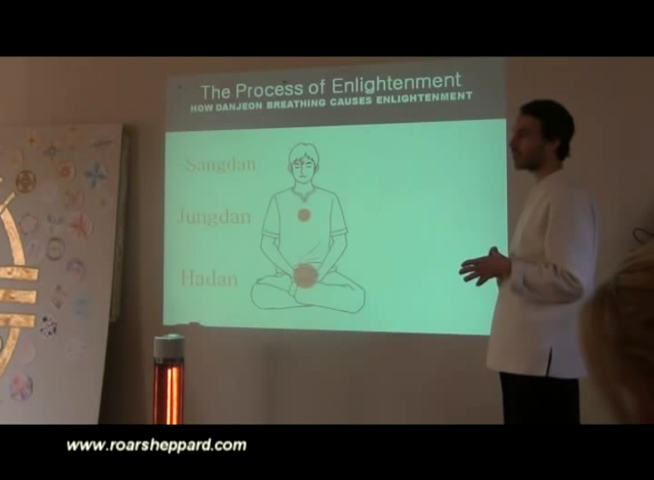 The Process of Enlightenment
HOW DANJEON BREATHING CAUSES ENLIGHTENMENT
Sangdan
Jungdan
Hadan
www.roarsheppard.com